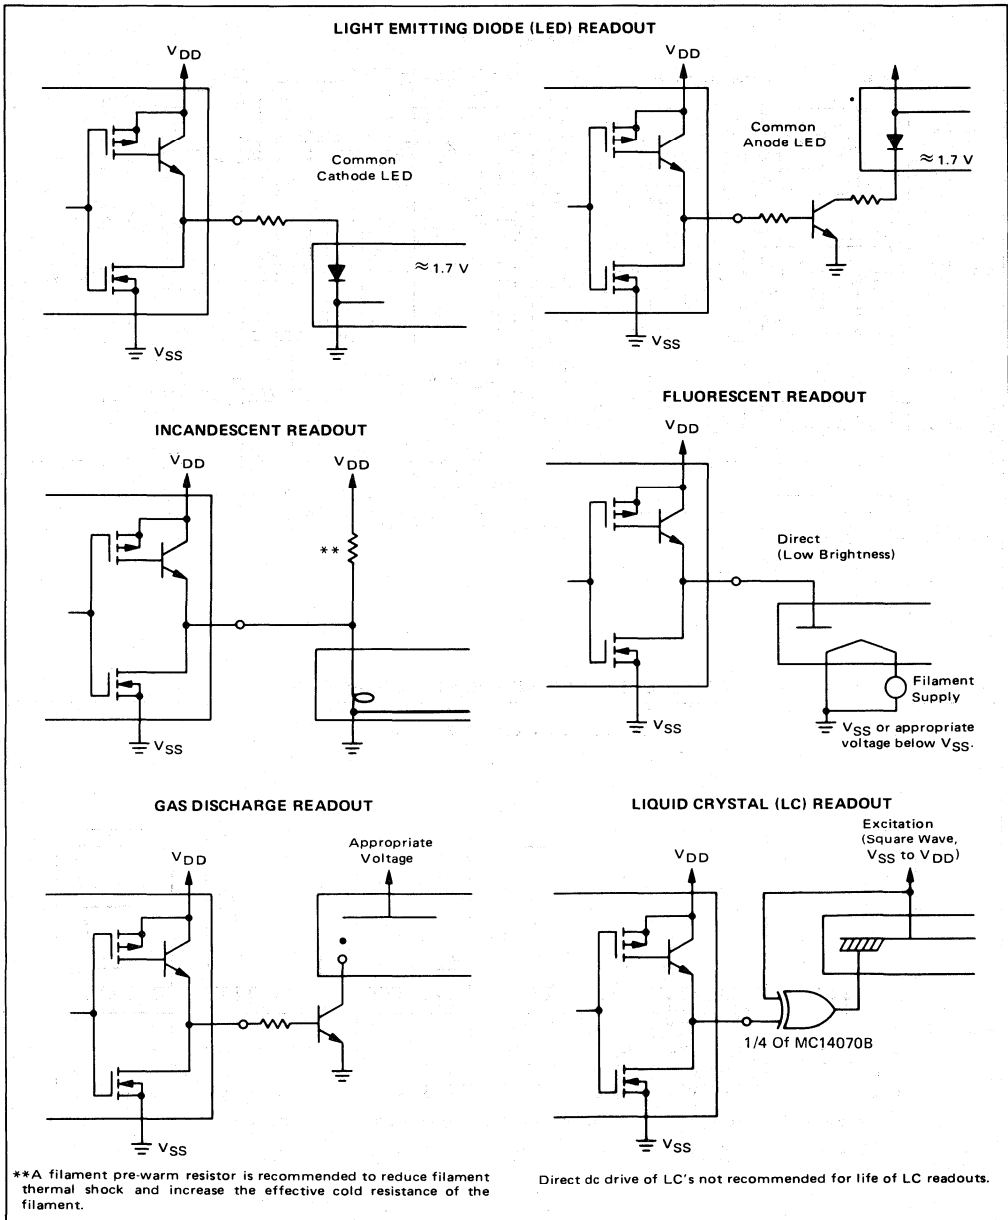 LIGHT EMITTING DIODE (LED) READOUT
VDD
Common
Cathode LED
≈ 1.7 V
VSS
VDD
Common
Anode LED
≈ 1.7 V
VSS
INCANDESCENT READOUT
VDD
VDD
**
VSS
FLUORESCENT READOUT
VDD
Direct
(Low Brightness)
Filament
Supply
VSS
VSS or appropriate
voltage below VSS.
GAS DISCHARGE READOUT
Appropriate
Voltage
VDD
VSS
LIQUID CRYSTAL (LC) READOUT
Excitation
(Square Wave,
VSS to VDD)
VDD
1/4 Of MC14070B
VSS
**A filament pre-warm resistor is recommended to reduce filament
thermal shock and increase the effective cold resistance of the
filament.
Direct dc drive of LC's not recommended for life of LC readouts.